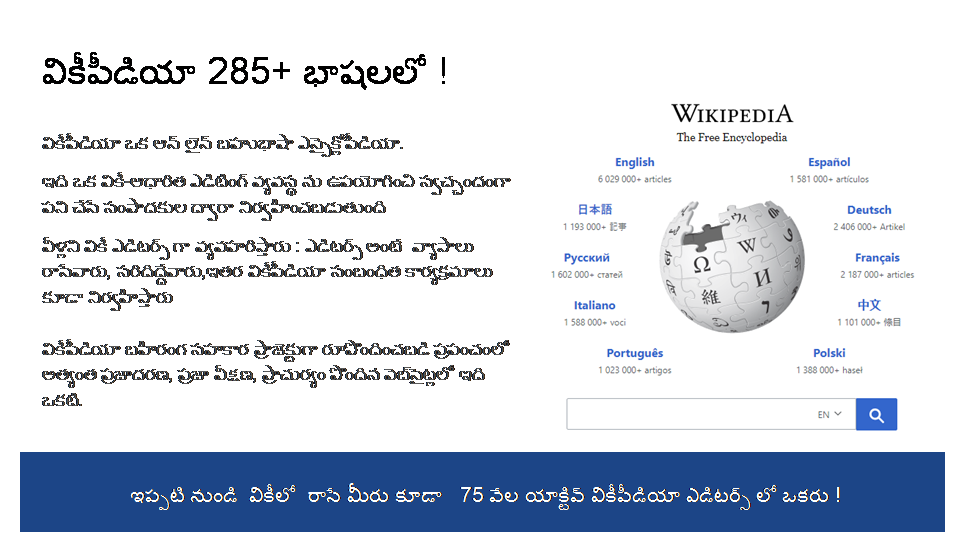 వికీపీడియా 285+ భాషలలో !
వికీపీడియా ఒక ఆన్ లైన్ బహుభాషా ఎన్సైక్లోపీడియా.
ఇది ఒక వికీ-ఆధారిత ఎడిటింగ్ వ్యవస్థ ను ఉపయోగించి స్వచ్ఛందంగా
పని చేసే సంపాదకుల ద్వారా నిర్వహించబడుతుంది
వీళ్లని వికీ ఎడిటర్స్ గా వ్యవహరిస్తారు : ఎడిటర్స్ అంటే వ్యాసాలు
రాసేవారు, సరిదిద్దేవారు,ఇతర వికీపీడియా సంబంధిత కార్యక్రమాలు
కూడా నిర్వహిస్తారు
వికీపీడియా బహిరంగ సహకార ప్రాజెక్టుగా రూపొందించబడి ప్రపంచంలో
అత్యంత ప్రజాదరణ, ప్రజా వీక్షణ, ప్రాచుర్యం పొందిన వెబ్‌సైట్లలో ఇది
ఒకటి.
WIKIPEDIA
The Free Encyclopedia
English
6 029 000+ articles
Español
1 581 000+ artículos
日本語
1 193 000+ 記事
Deutsch
2 406 000+ Artikel
Русский
1 602 000+ статей
Français
2 187 000+ articles
Italiano
1 588 000+ voci
中文
1 101 000+ 條目
Português
1 023 000+ artigos
Polski
1 388 000+ haseł
Ω W И 維 7
EN
ఇప్పటి నుండి వికీలో రాసే మీరు కూడా 75 వేల యాక్టివ్ వికీపీడియా ఎడిటర్స్ లో ఒకరు !